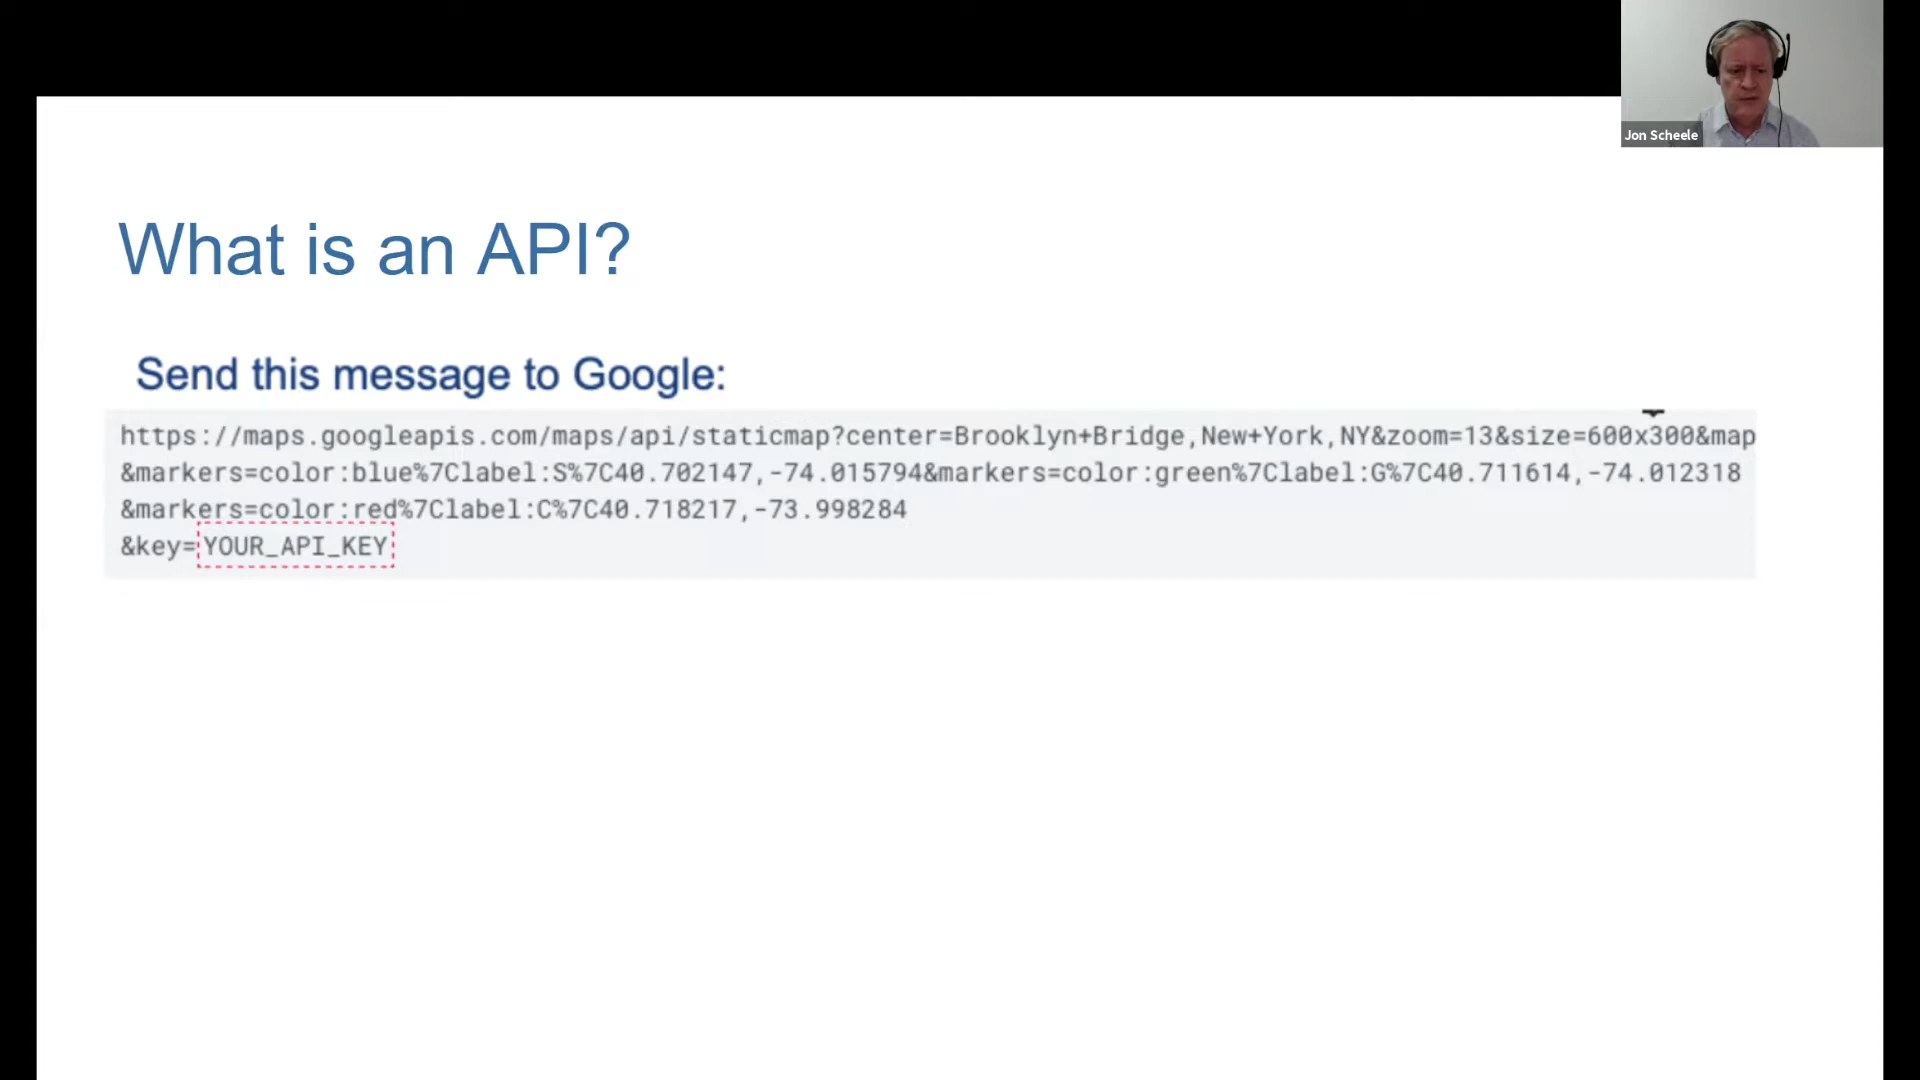 Jon Scheele
What is an API?
Send this message to Google:
https://maps.googleapis.com/maps/api/staticmap?center=Brooklyn+Bridge,New+York,NY&zoom=13&size=600x300&map
&markers=color:blue%7Clabel:S%7C40.702147,-74.015794&markers=color:green%7Clabel:G%7C40.711614,-74.012318
&markers=color:red%7Clabel:C%7C40.718217,-73.998284
&key=YOUR_API_KEY